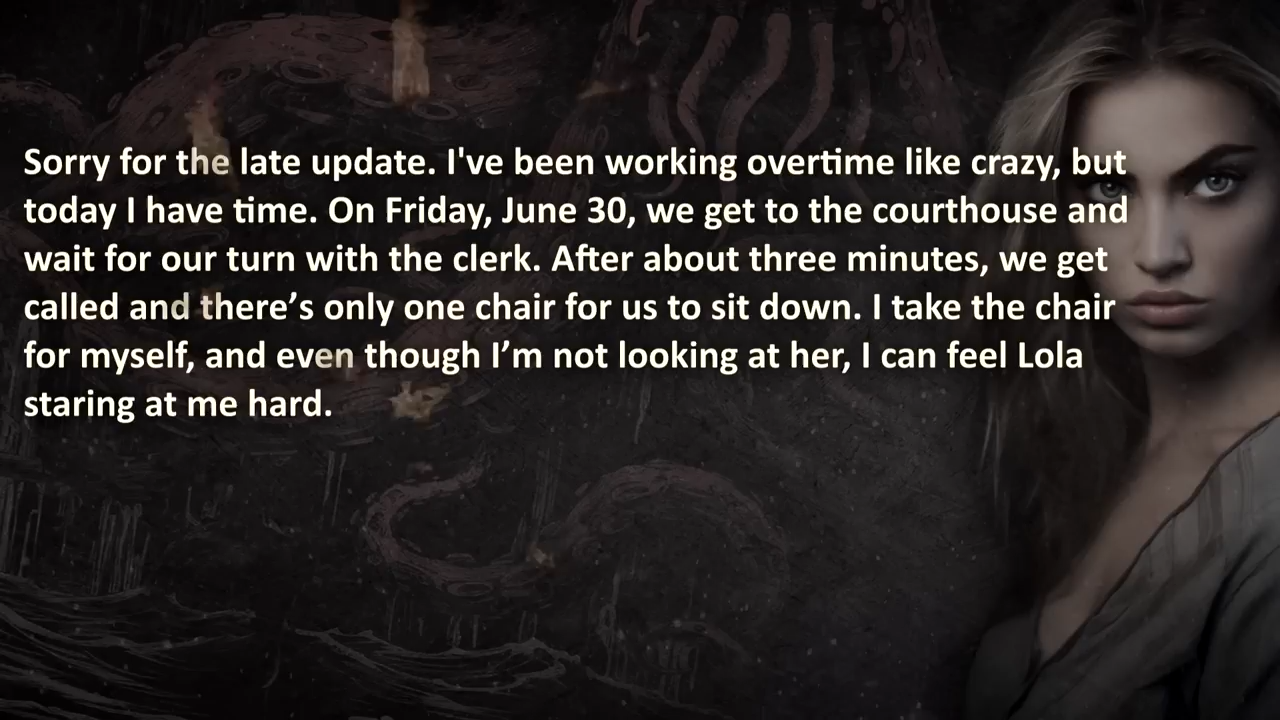 Sorry for the late update. I've been working overtime like crazy, but
today I have time. On Friday, June 30, we get to the courthouse and
wait for our turn with the clerk. After about three minutes, we get
called and there’s only one chair for us to sit down. I take the chair
for myself, and even though I’m not looking at her, I can feel Lola
staring at me hard.